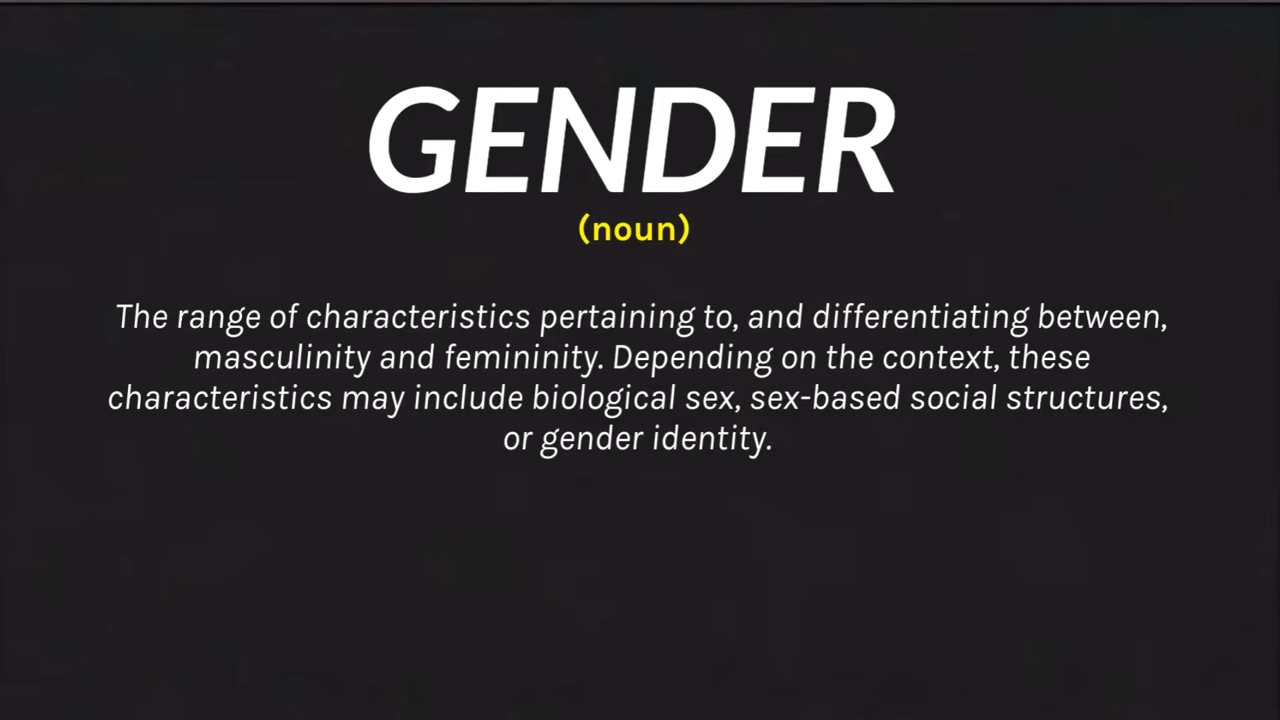 GENDER
(noun)
The range of characteristics pertaining to, and differentiating between,
masculinity and femininity. Depending on the context, these
characteristics may include biological sex, sex-based social structures,
or gender identity.